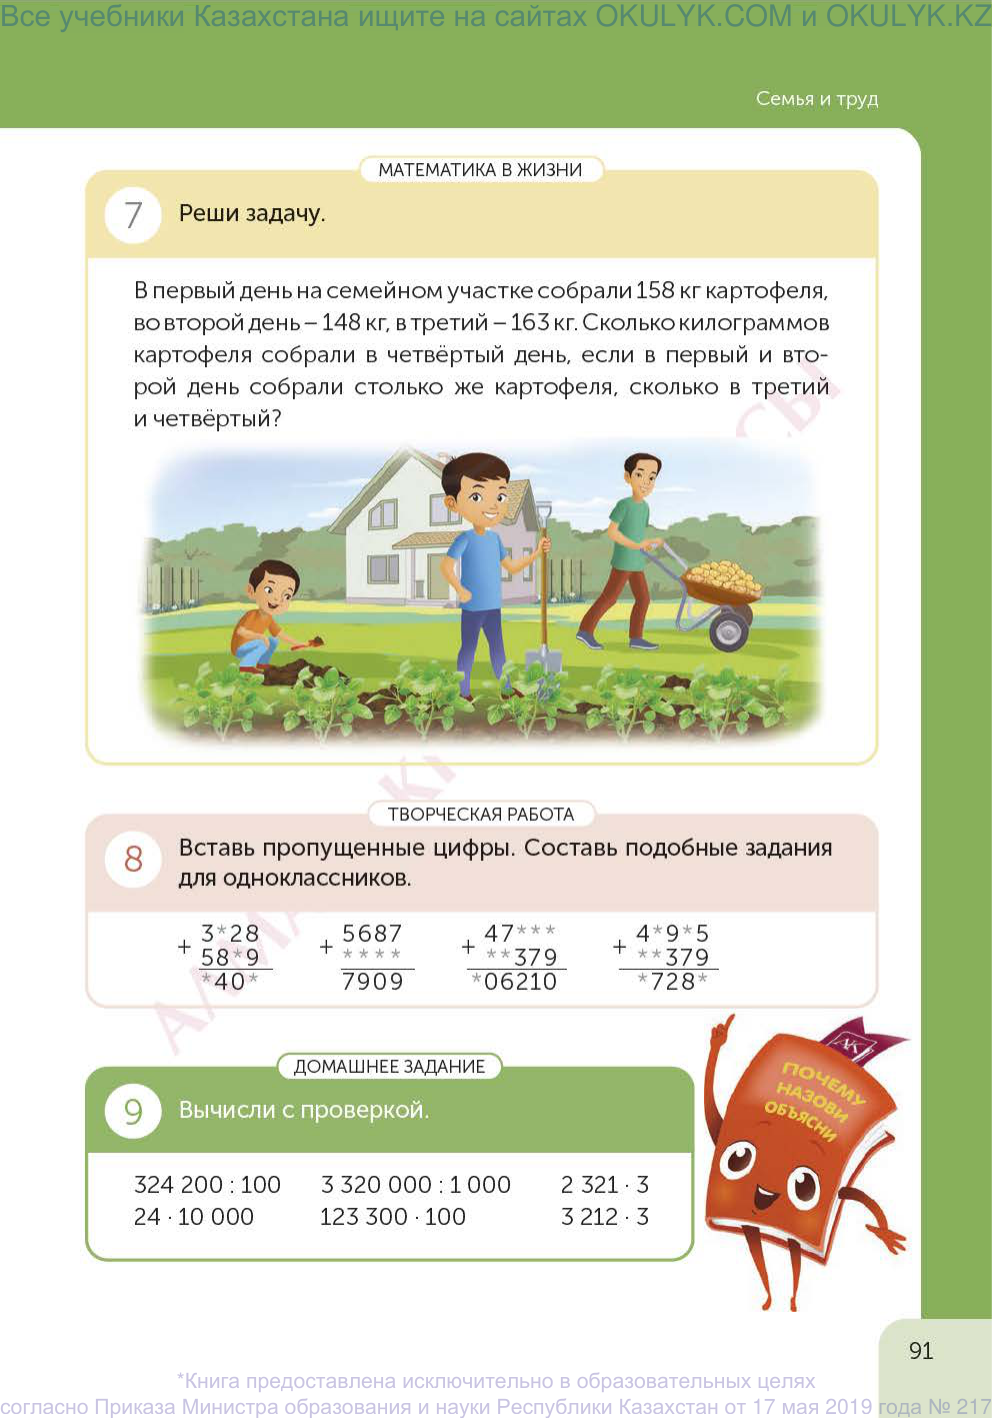 Все учебники Казахстана ищите на сайтах OKULYK.COM и OKULYK.KZ
Семья и труд
МАТЕМАТИКА В ЖИЗНИ
7 Реши задачу.
В первый день на семейном участке собрали 158 кг картофеля,
во второй день – 148 кг, в третий – 163 кг. Сколько килограммов
картофеля собрали в четвёртый день, если в первый и вто-
рой день собрали столько же картофеля, сколько в третий
и четвёртый?
ТВОРЧЕСКАЯ РАБОТА
8 Вставь пропущенные цифры. Составь подобные задания
для одноклассников.
3*28 5687 47*** 4*9*5
+ + + +
58*9 **** **379 **379
*40* 7909 *06210 *728*
АК
ПОЧЕМУ
НАЗОВИ
ОБЪЯСНИ
ДОМАШНЕЕ ЗАДАНИЕ
9 Вычисли с проверкой.
324 200 : 100 3 320 000 : 1 000 2 321 · 3
24 · 10 000 123 300 · 100 3 212 · 3
91
*Книга предоставлена исключительно в образовательных целях
согласно Приказа Министра образования и науки Республики Казахстан от 17 мая 2019 года № 217